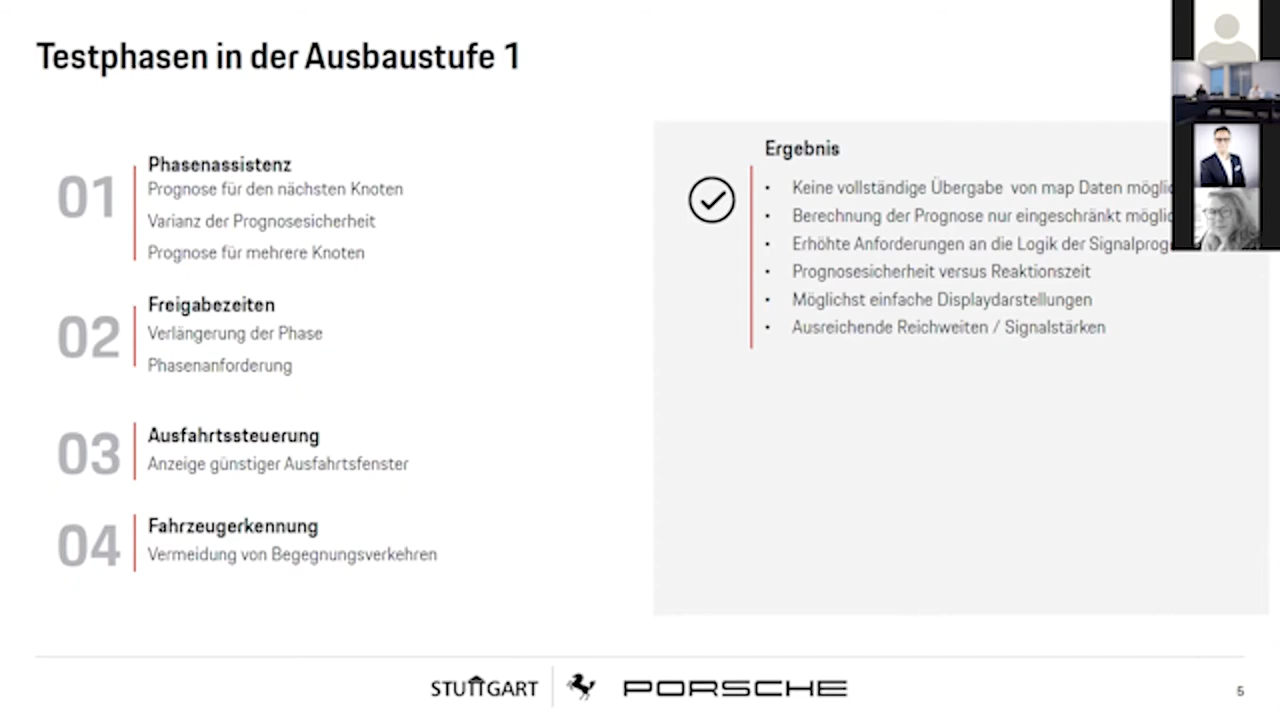 Testphasen in der Ausbaustufe 1
01
Phasenassistenz
Prognose für den nächsten Knoten
Varianz der Prognosesicherheit
Prognose für mehrere Knoten
02
Freigabezeiten
Verlängerung der Phase
Phasenanforderung
03
Ausfahrtssteuerung
Anzeige günstiger Ausfahrtsfenster
04
Fahrzeugerkennung
Vermeidung von Begegnungsverkehren
Ergebnis
• Keine vollständige Übergabe von map Daten
• Berechnung der Prognose nur eingeschränkt
• Erhöhte Anforderungen an die Logik der
• Prognosesicherheit versus Reaktionszeit
• Möglichst einfache Displaydarstellungen
• Ausreichende Reichweiten / Signalstärken
STUTTGART
PORSCHE
5